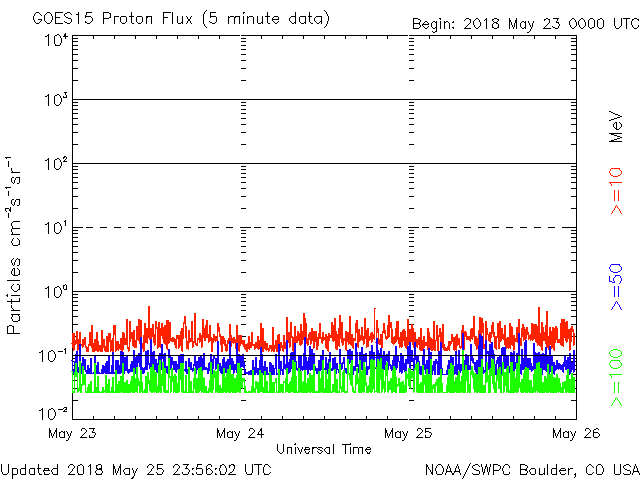 GOES15 Proton Flux (5 minute data)
Begin: 2018 May 23 0000 UTC
10⁴
10³
10²
10¹
10⁰
10⁻¹
10⁻²
Particles cm⁻²s⁻¹sr⁻¹
MeV
>=10
>=50
>=100
May 23
May 24
May 25
May 26
Universal Time
Updated 2018 May 25 23:56:02 UTC
NOAA/SWPC Boulder, CO USA